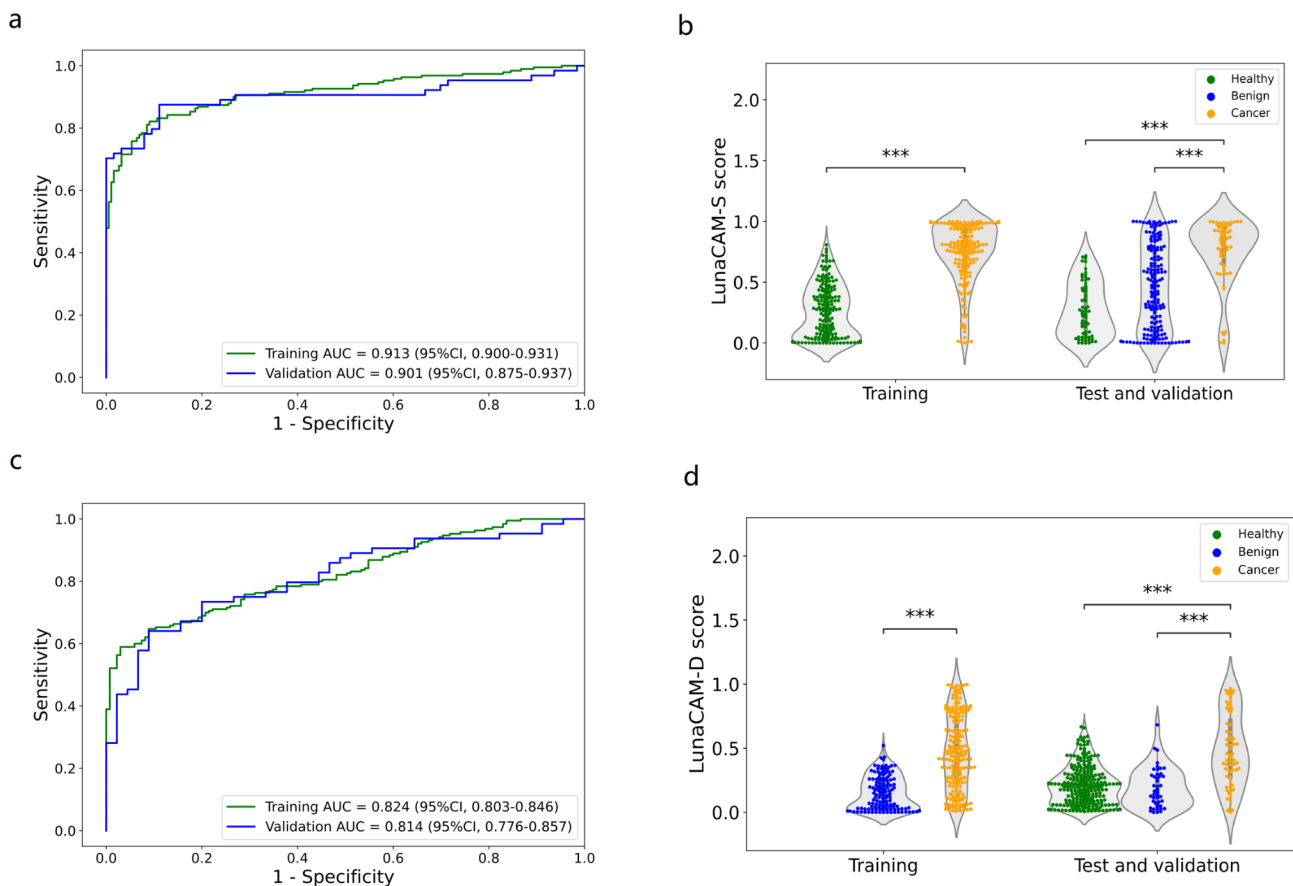 a
1.0
0.8
0.6
0.4
0.2
0.0
Sensitivity
Training AUC = 0.913 (95%CI, 0.900-0.931)
Validation AUC = 0.901 (95%CI, 0.875-0.937)
0.0 0.2 0.4 0.6 0.8 1.0
1 - Specificity
b
2.0
1.5
1.0
0.5
0.0
LunaCAM-S score
Healthy
Benign
Cancer
***
***
***
Training Test and validation
c
1.0
0.8
0.6
0.4
0.2
0.0
Sensitivity
Training AUC = 0.824 (95%CI, 0.803-0.846)
Validation AUC = 0.814 (95%CI, 0.776-0.857)
0.0 0.2 0.4 0.6 0.8 1.0
1 - Specificity
d
2.0
1.5
1.0
0.5
0.0
LunaCAM-D score
Healthy
Benign
Cancer
***
***
***
Training Test and validation